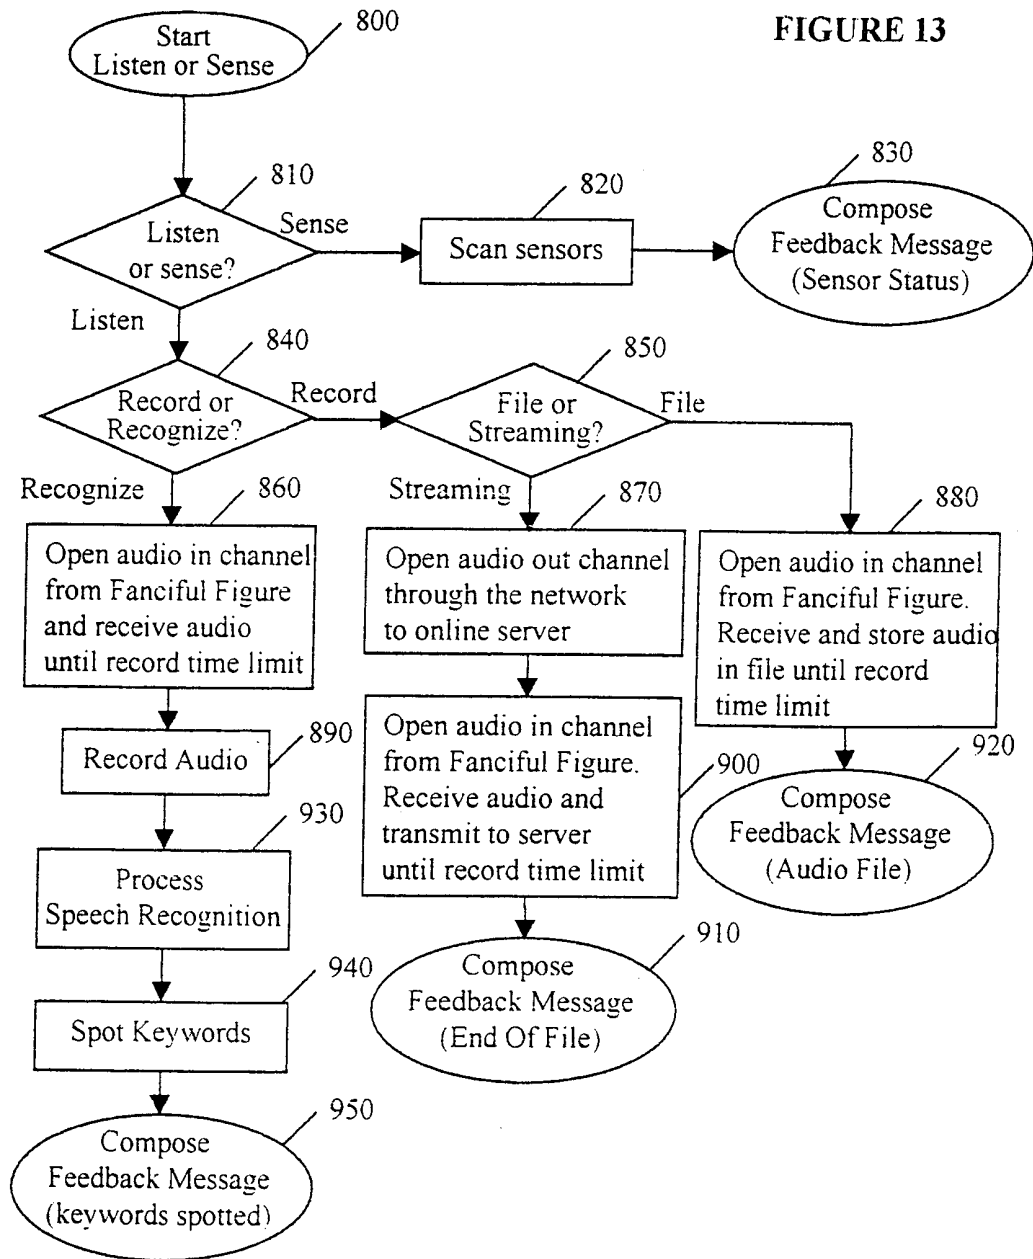 FIGURE 13
800
Start
Listen or Sense
810
Listen
or sense?
Sense
820
Scan sensors
830
Compose
Feedback Message
(Sensor Status)
Listen
840
Record or
Recognize?
Record
850
File or
Streaming?
File
Recognize
860
Open audio in channel
from Fanciful Figure
and receive audio
until record time limit
Streaming
870
Open audio out channel
through the network
to online server
880
Open audio in channel
from Fanciful Figure.
Receive and store audio
in file until record
time limit
890
Record Audio
900
Open audio in channel
from Fanciful Figure.
Receive audio and
transmit to server
until record time limit
920
Compose
Feedback Message
(Audio File)
930
Process
Speech Recognition
910
Compose
Feedback Message
(End Of File)
940
Spot Keywords
950
Compose
Feedback Message
(keywords spotted)